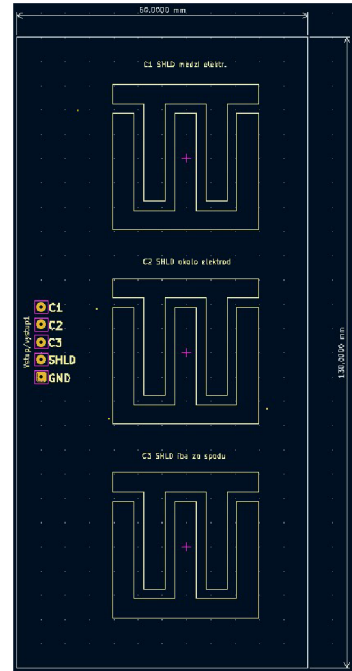 60.0000 mm
C1 SHLD medzi elektr.
C2 SHLD okolo elektrod
C1
C2
C3
SHLD
GND
Vstup/vystup1
130.0000 mm
C3 SHLD iba zo spodu